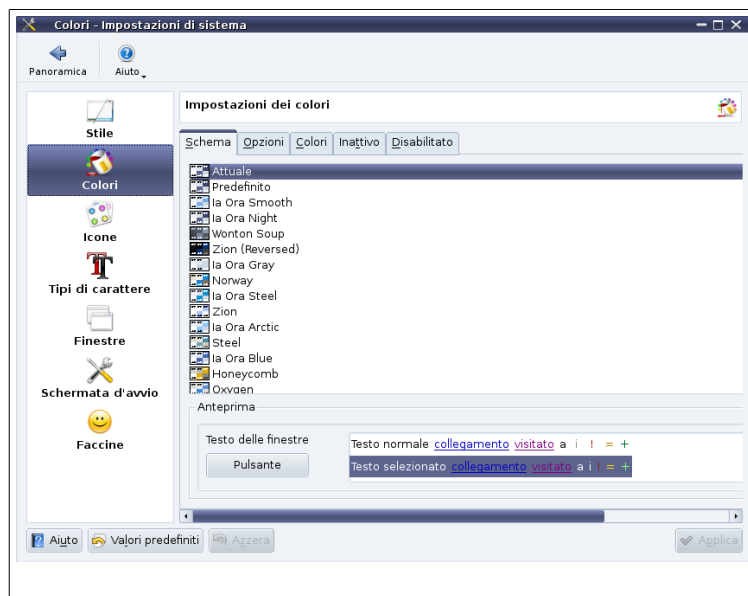 Colori - Impostazioni di sistema
Panoramica
Aiuto
Stile
Colori
Icone
Tipi di carattere
Finestre
Schermata d'avvio
Faccine
Impostazioni dei colori
Schema Opzioni Colori Inattivo Disabilitato
Attuale
Predefinito
Ia Ora Smooth
Ia Ora Night
Wonton Soup
Zion (Reversed)
Ia Ora Gray
Norway
Ia Ora Steel
Zion
Ia Ora Arctic
Steel
Ia Ora Blue
Honeycomb
Oxygen
Anteprima
Testo delle finestre
Pulsante
Testo normale collegamento visitato a i ! = +
Testo selezionato collegamento visitato a i ! = +
Aiuto Valori predefiniti Azzera Applica